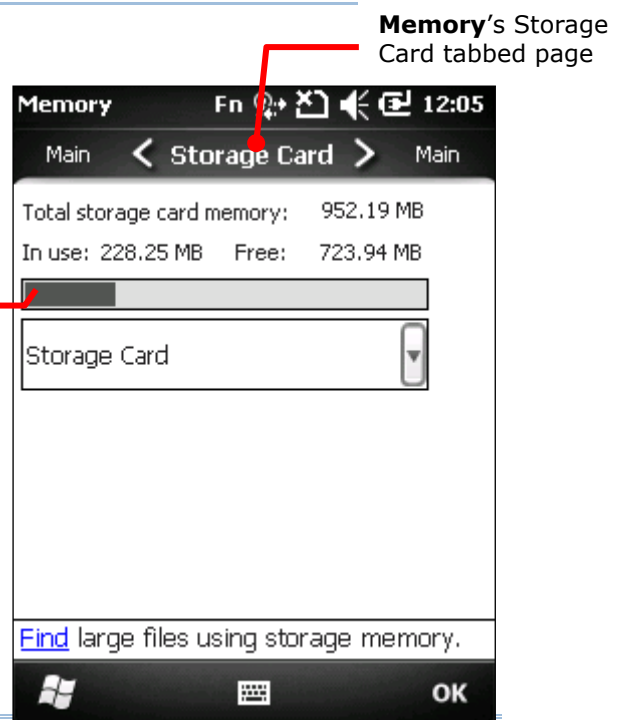 Memory's Storage
Card tabbed page
Memory Fn 12:05
Main < Storage Card > Main
Total storage card memory: 952.19 MB
In use: 228.25 MB Free: 723.94 MB
Storage Card
Find large files using storage memory.
OK